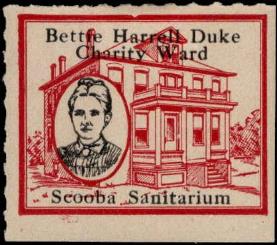 Bettie Harrell Duke
Charity Ward
Scooba Sanitarium